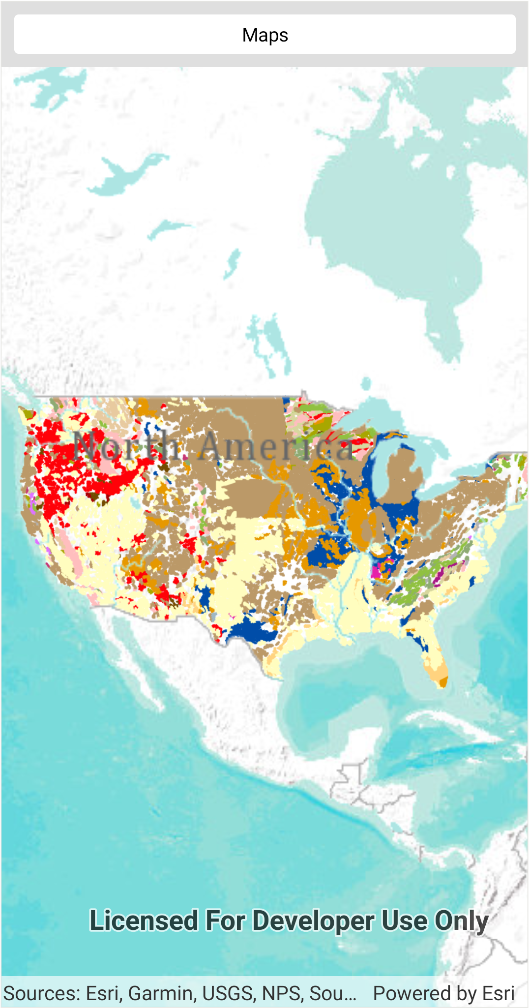 Maps
North America
Licensed For Developer Use Only
Sources: Esri, Garmin, USGS, NPS, Sou... Powered by Esri